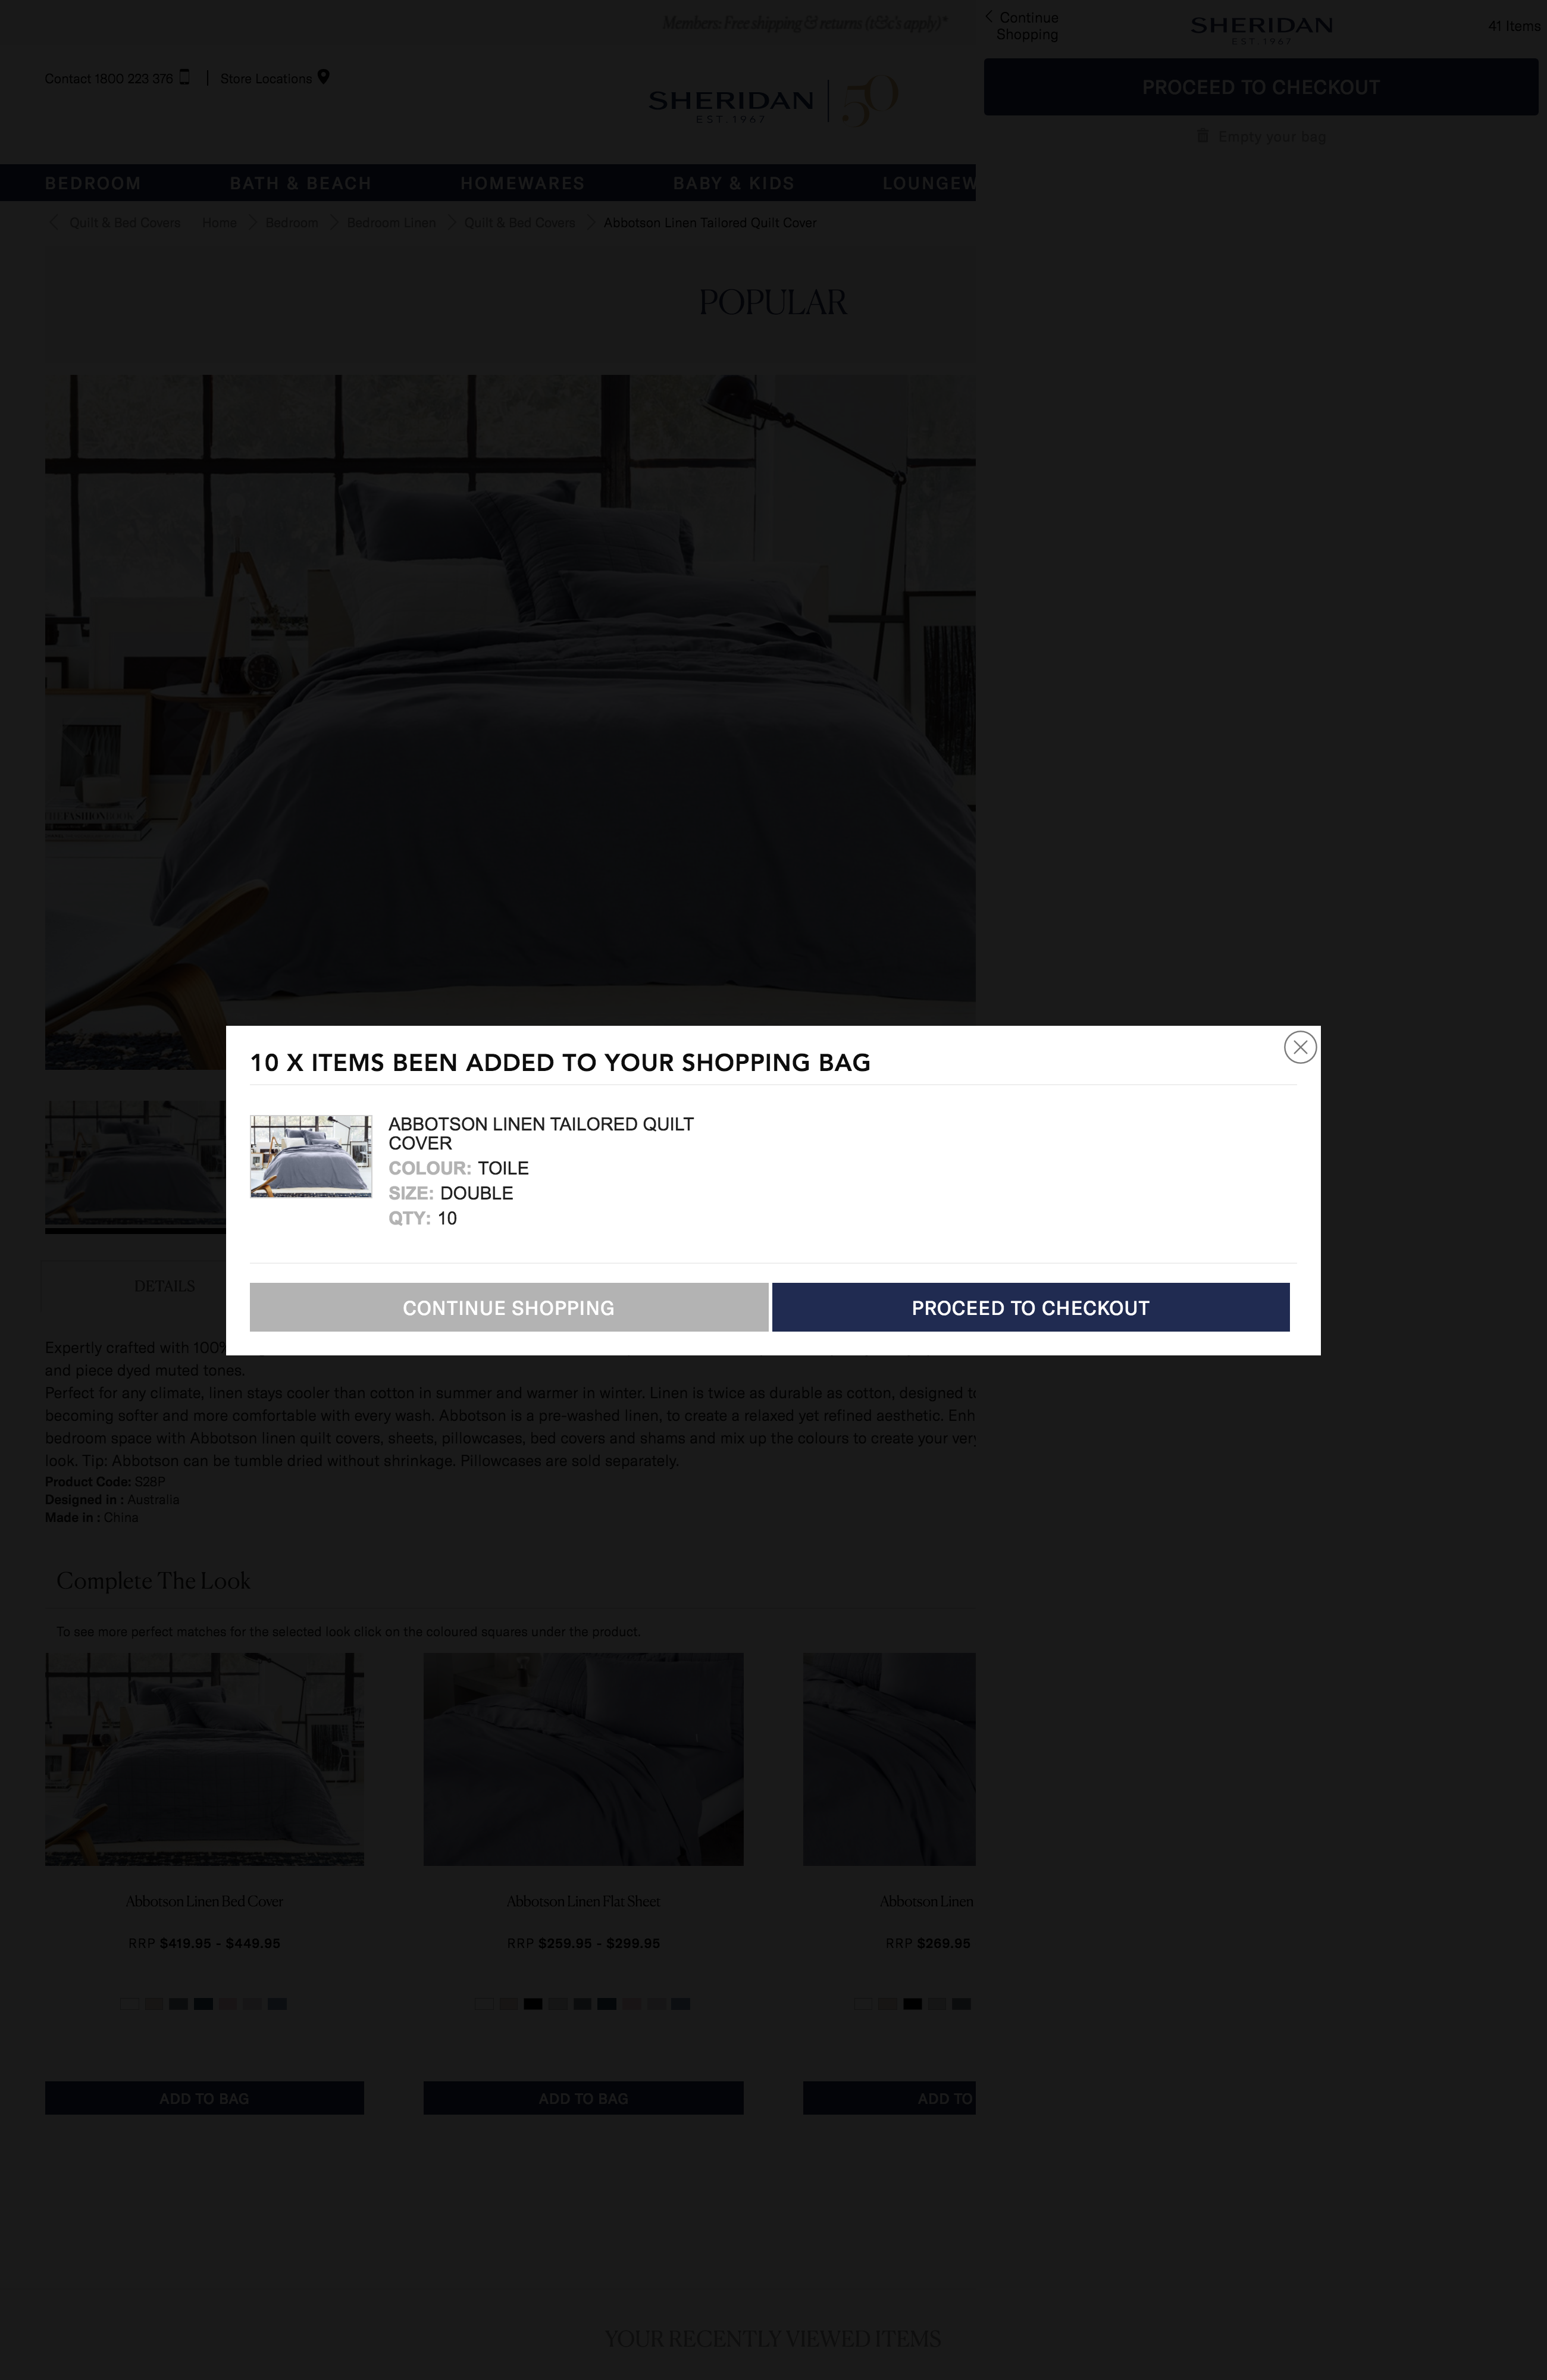 Members: Free shipping & returns (t&c's apply)*
Continue
Shopping
SHERIDAN
EST 1967
41 Items
PROCEED TO CHECKOUT
Empty your bag
Contact 1800 223 376
Store Locations
SHERIDAN
EST 1967
50
BEDROOM
BATH & BEACH
HOMEWARES
BABY & KIDS
LOUNGEW
Quilt & Bed Covers
Home
Bedroom
Bedroom Linen
Quilt & Bed Covers
Abbotson Linen Tailored Quilt Cover
POPULAR
10 X ITEMS BEEN ADDED TO YOUR SHOPPING BAG
ABBOTSON LINEN TAILORED QUILT
COVER
COLOUR: TOILE
SIZE: DOUBLE
QTY: 10
CONTINUE SHOPPING
PROCEED TO CHECKOUT
DETAILS
Expertly crafted with 100%
and piece dyed muted tones.
Perfect for any climate, linen stays cooler than cotton in summer and warmer in winter. Linen is twice as durable as cotton, designed to
becoming softer and more comfortable with every wash. Abbotson is a pre-washed linen, to create a relaxed yet refined aesthetic. Enh
bedroom space with Abbotson linen quilt covers, sheets, pillowcases, bed covers and shams and mix up the colours to create your very
look. Tip: Abbotson can be tumble dried without shrinkage. Pillowcases are sold separately.
Product Code: S28P
Designed in : Australia
Made in : China
Complete The Look
To see more perfect matches for the selected look click on the coloured squares under the product.
Abbotson Linen Bed Cover
Abbotson Linen Flat Sheet
Abbotson Linen
RRP $419.95 - $449.95
RRP $259.95 - $299.95
RRP $269.95
ADD TO BAG
ADD TO BAG
ADD TO
YOUR RECENTLY VIEWED ITEMS